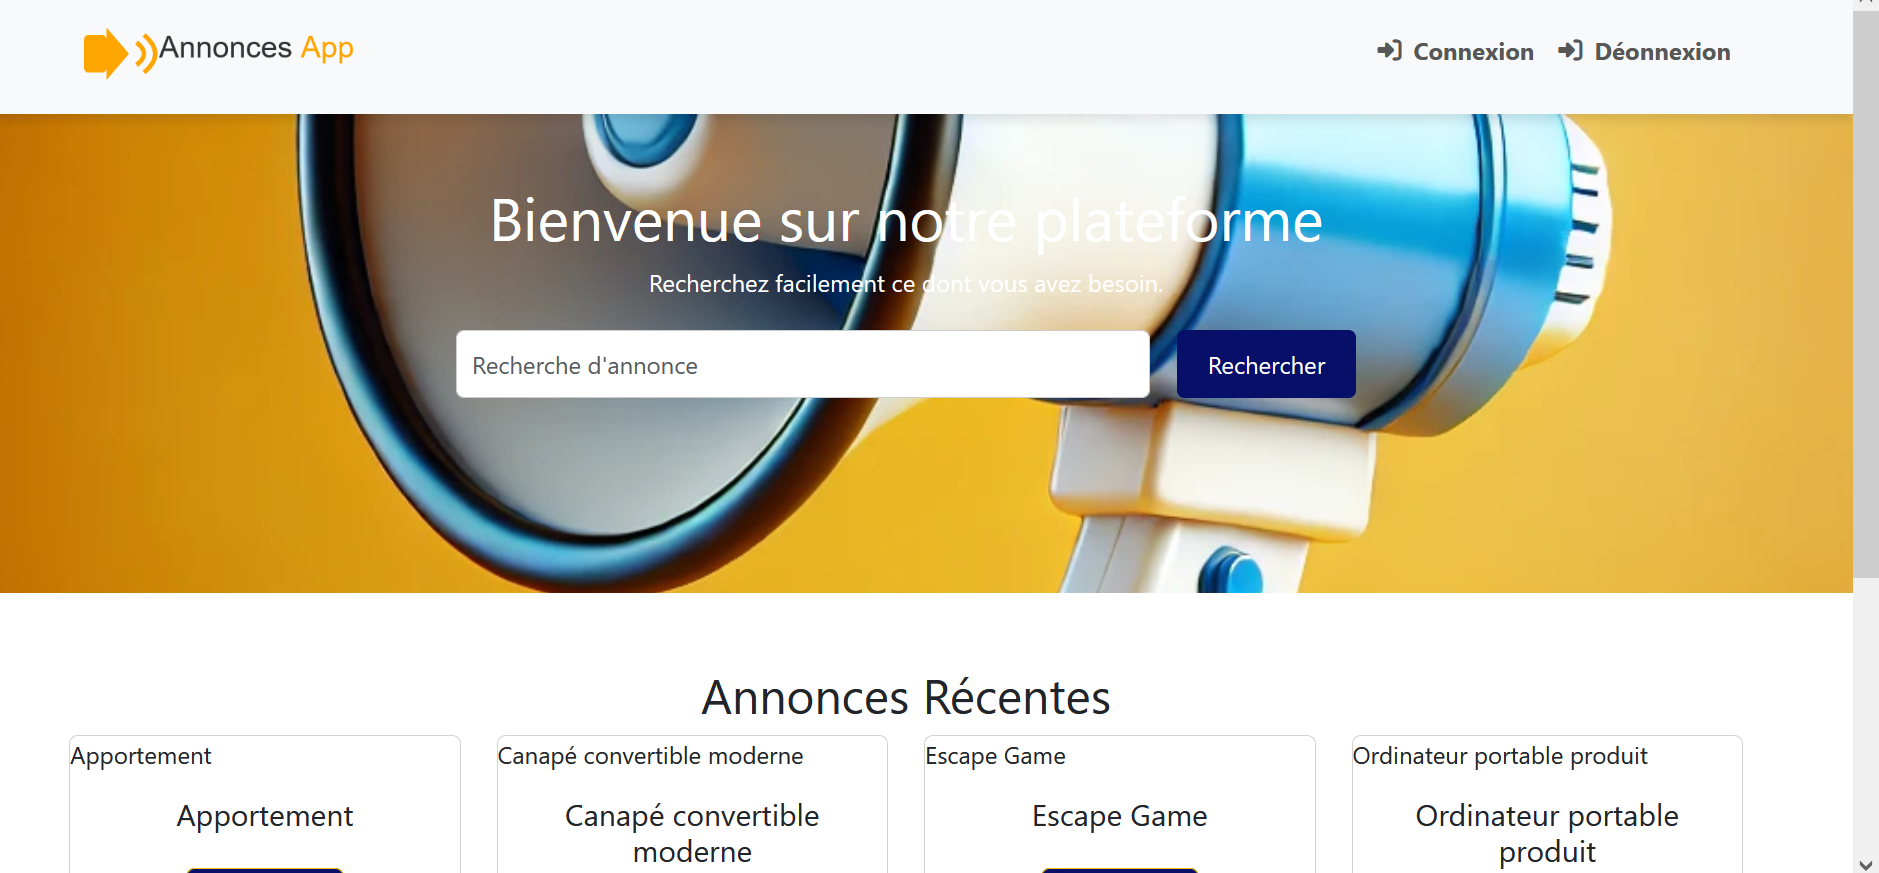 Annonces App
Connexion
Déonnexion
Bienvenue sur notre plateforme
Recherchez facilement ce dont vous avez besoin.
Recherche d'annonce
Rechercher
Annonces Récentes
Apportement
Apportement
Canapé convertible moderne
Canapé convertible
moderne
Escape Game
Escape Game
Ordinateur portable produit
Ordinateur portable
produit